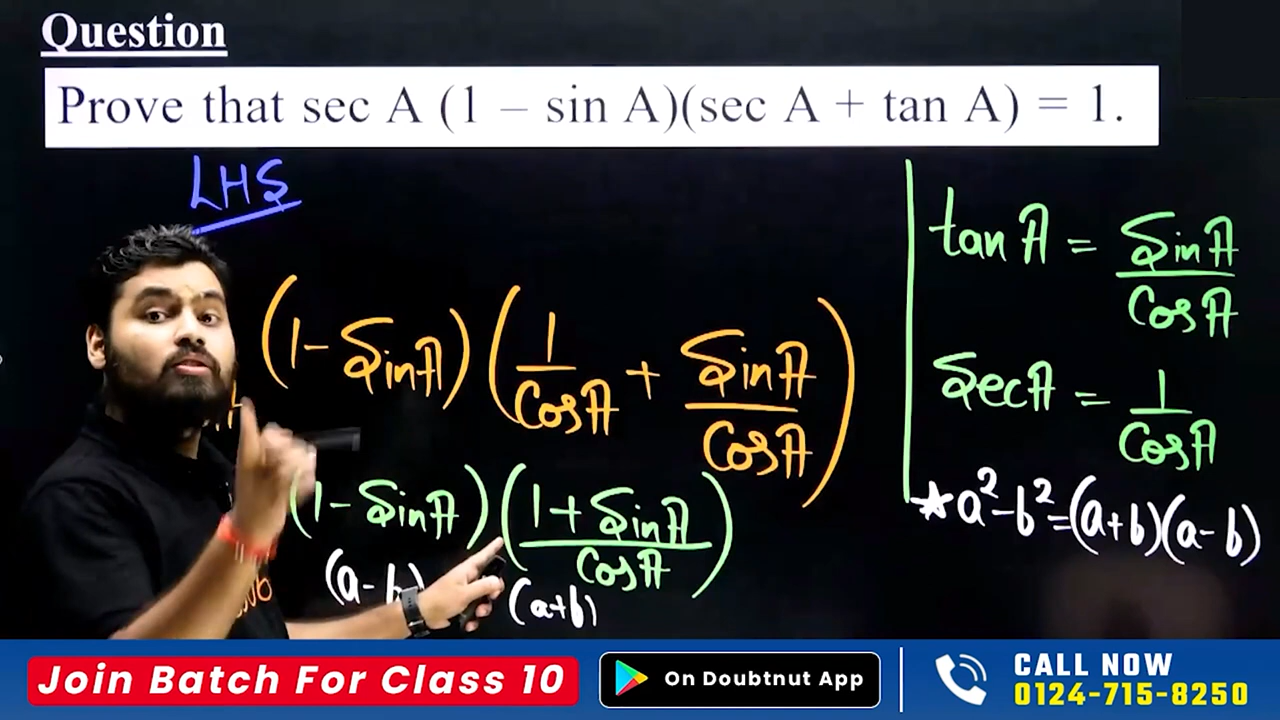 Question
Prove that sec A (1 – sin A)(sec A + tan A) = 1.
LHS
(1 - SinA) (1/CosA + SinA/CosA)
(1 - SinA) (1 + SinA/CosA)
(a - b) (a+b)
tanA = SinA/CosA
SecA = 1/CosA
★ a² - b² = (a+b)(a-b)
Join Batch For Class 10
On Doubtnut App
CALL NOW
0124-715-8250